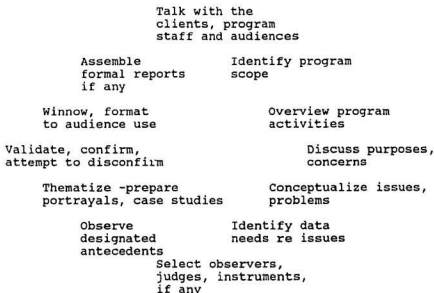 Talk with the
clients, program
staff and audiences
Assemble
formal reports
if any
Identify program
scope
Winnow, format
to audience use
Overview program
activities
Validate, confirm,
attempt to disconfirm
Discuss purposes,
concerns
Thematize -prepare
portrayals, case studies
Conceptualize issues,
problems
Observe
designated
antecedents
Identify data
needs re issues
Select observers,
judges, instruments,
if any